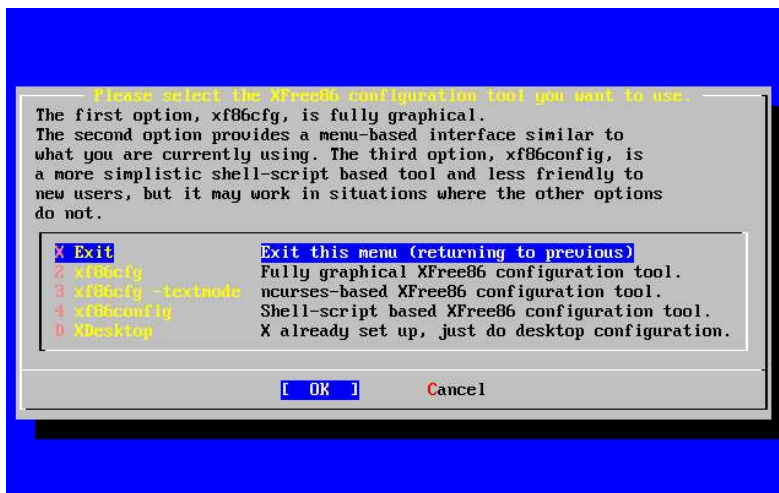 Please select the XFree86 configuration tool you want to use.
The first option, xf86cfg, is fully graphical.
The second option provides a menu-based interface similar to
what you are currently using. The third option, xf86config, is
a more simplistic shell-script based tool and less friendly to
new users, but it may work in situations where the other options
do not.
X Exit Exit this menu (returning to previous)
2 xf86cfg Fully graphical XFree86 configuration tool.
3 xf86cfg -textmode ncurses-based XFree86 configuration tool.
4 xf86config Shell-script based XFree86 configuration tool.
D XDesktop X already set up, just do desktop configuration.
[ OK ] Cancel